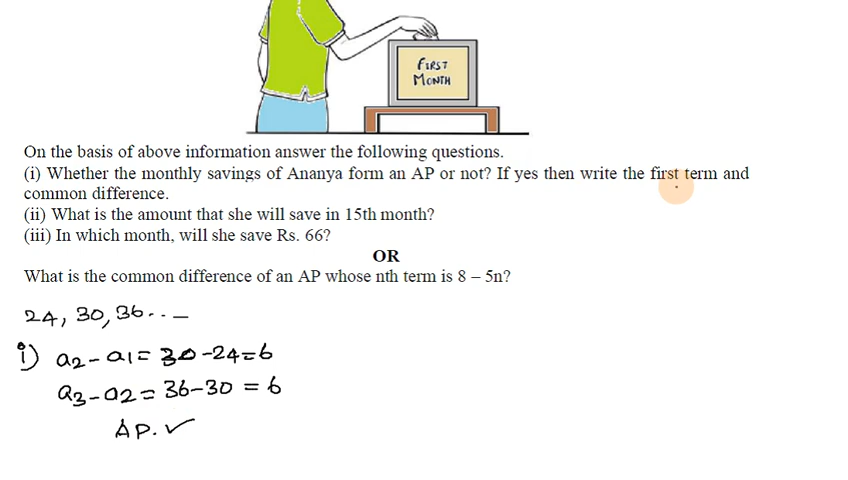 FIRST
MONTH
On the basis of above information answer the following questions.
(i) Whether the monthly savings of Ananya form an AP or not? If yes then write the first term and
common difference.
(ii) What is the amount that she will save in 15th month?
(iii) In which month, will she save Rs. 66?
OR
What is the common difference of an AP whose nth term is 8 – 5n?
24, 30, 36 . . –
i) a2 - a1 = 30 - 24 = 6
a3 - a2 = 36 - 30 = 6
AP. ✓